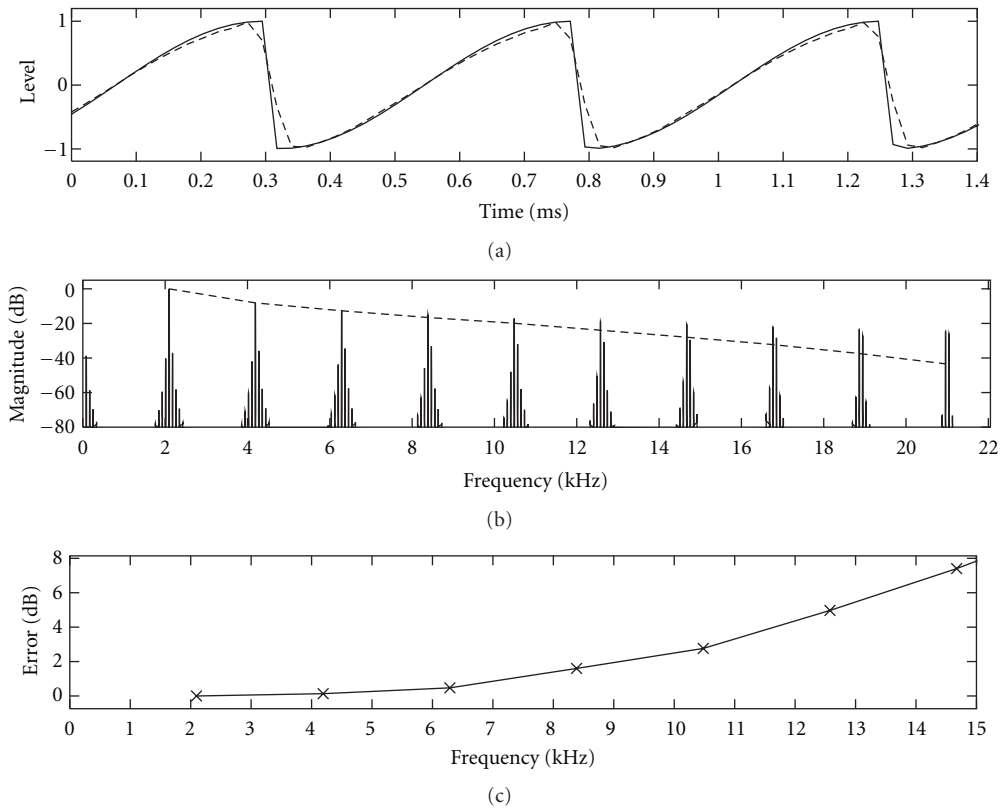 1
0
−1
Level
0 0.1 0.2 0.3 0.4 0.5 0.6 0.7 0.8 0.9 1 1.1 1.2 1.3 1.4
Time (ms)
(a)
0
−20
−40
−60
−80
Magnitude (dB)
0 2 4 6 8 10 12 14 16 18 20 22
Frequency (kHz)
(b)
8
6
4
2
0
Error (dB)
0 1 2 3 4 5 6 7 8 9 10 11 12 13 14 15
Frequency (kHz)
(c)